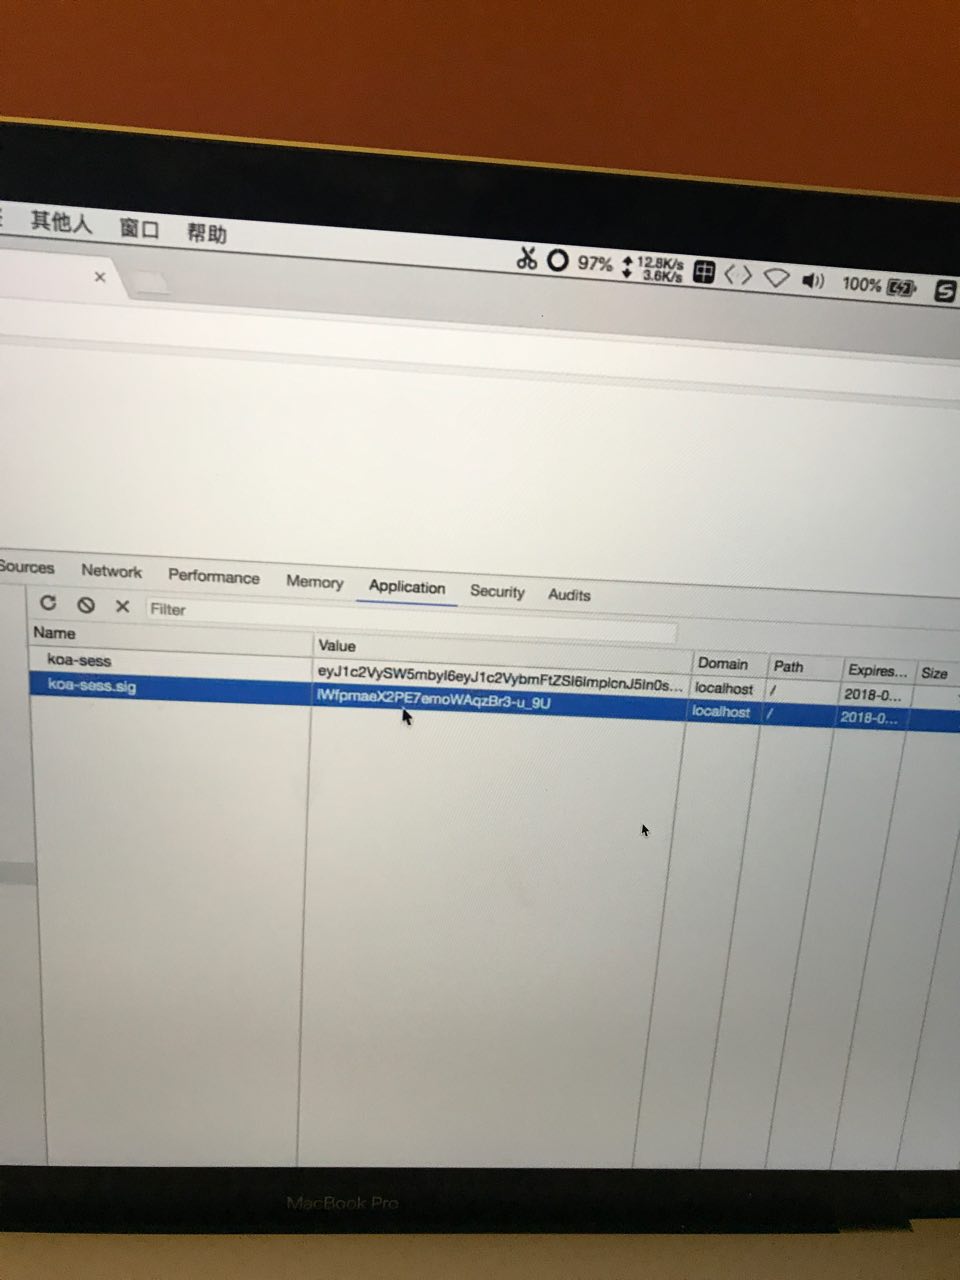 其他人 窗口 帮助
97% 12.8K/s 3.6K/s 中 100% S
Sources Network Performance Memory Application Security Audits
Filter
Name Value Domain Path Expires... Size
koa-sess eyJ1c2VySW5mbyI6eyJ1c2VybmFtZSI6ImplcnJ5In0s... localhost / 2018-0...
koa-sess.sig localhost / 2018-0...
MacBook Pro